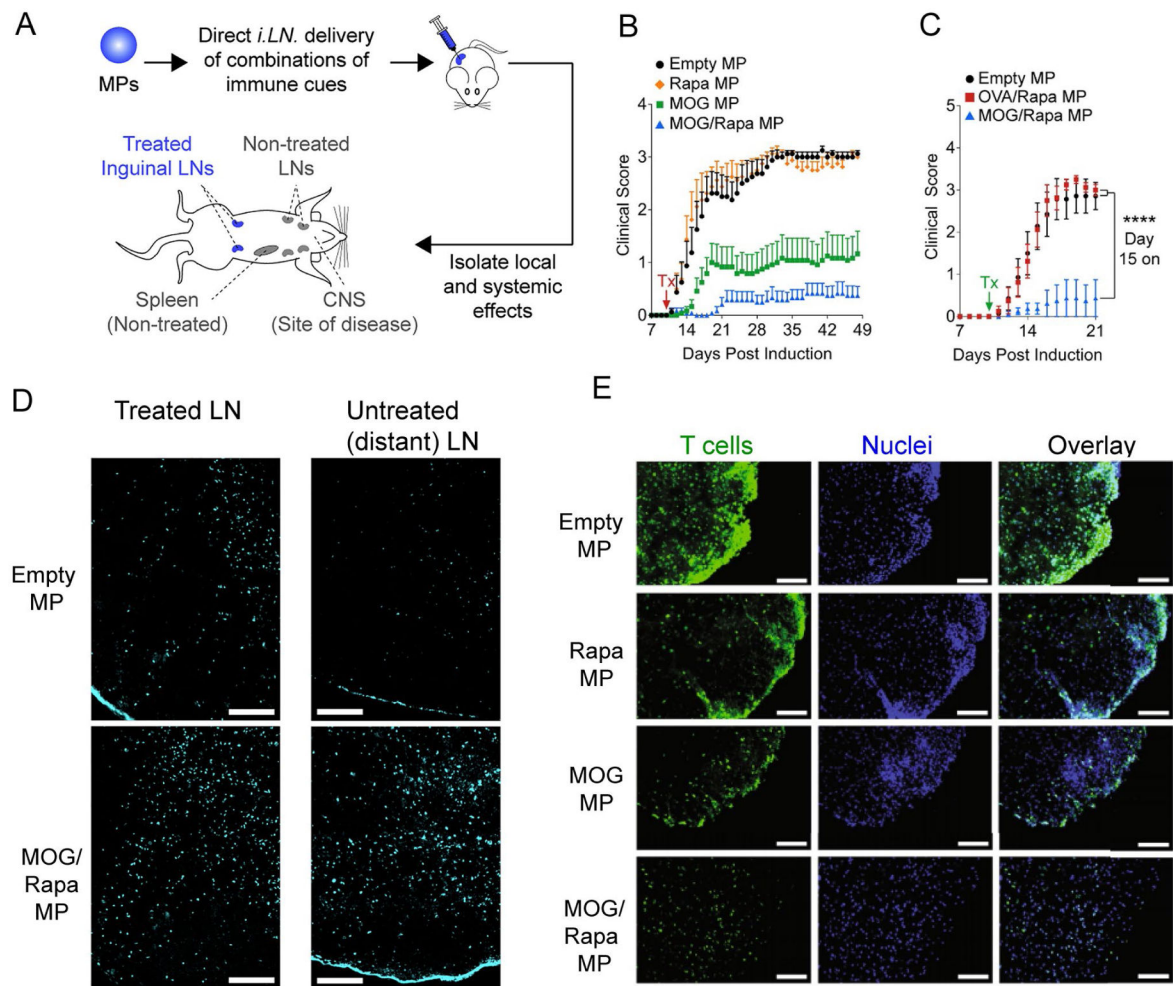 A
MPs
Direct i.LN. delivery
of combinations of
immune cues
Treated
Inguinal LNs
Non-treated
LNs
Spleen
(Non-treated)
CNS
(Site of disease)
Isolate local
and systemic
effects
B
Empty MP
Rapa MP
MOG MP
MOG/Rapa MP
Clinical Score
4
3
2
1
0
Tx
7 14 21 28 35 42 49
Days Post Induction
C
Empty MP
OVA/Rapa MP
MOG/Rapa MP
Clinical Score
5
4
3
2
1
0
Tx
****
Day
15 on
7 14 21
Days Post Induction
D
Treated LN
Untreated
(distant) LN
Empty
MP
MOG/
Rapa
MP
E
T cells
Nuclei
Overlay
Empty
MP
Rapa
MP
MOG
MP
MOG/
Rapa
MP